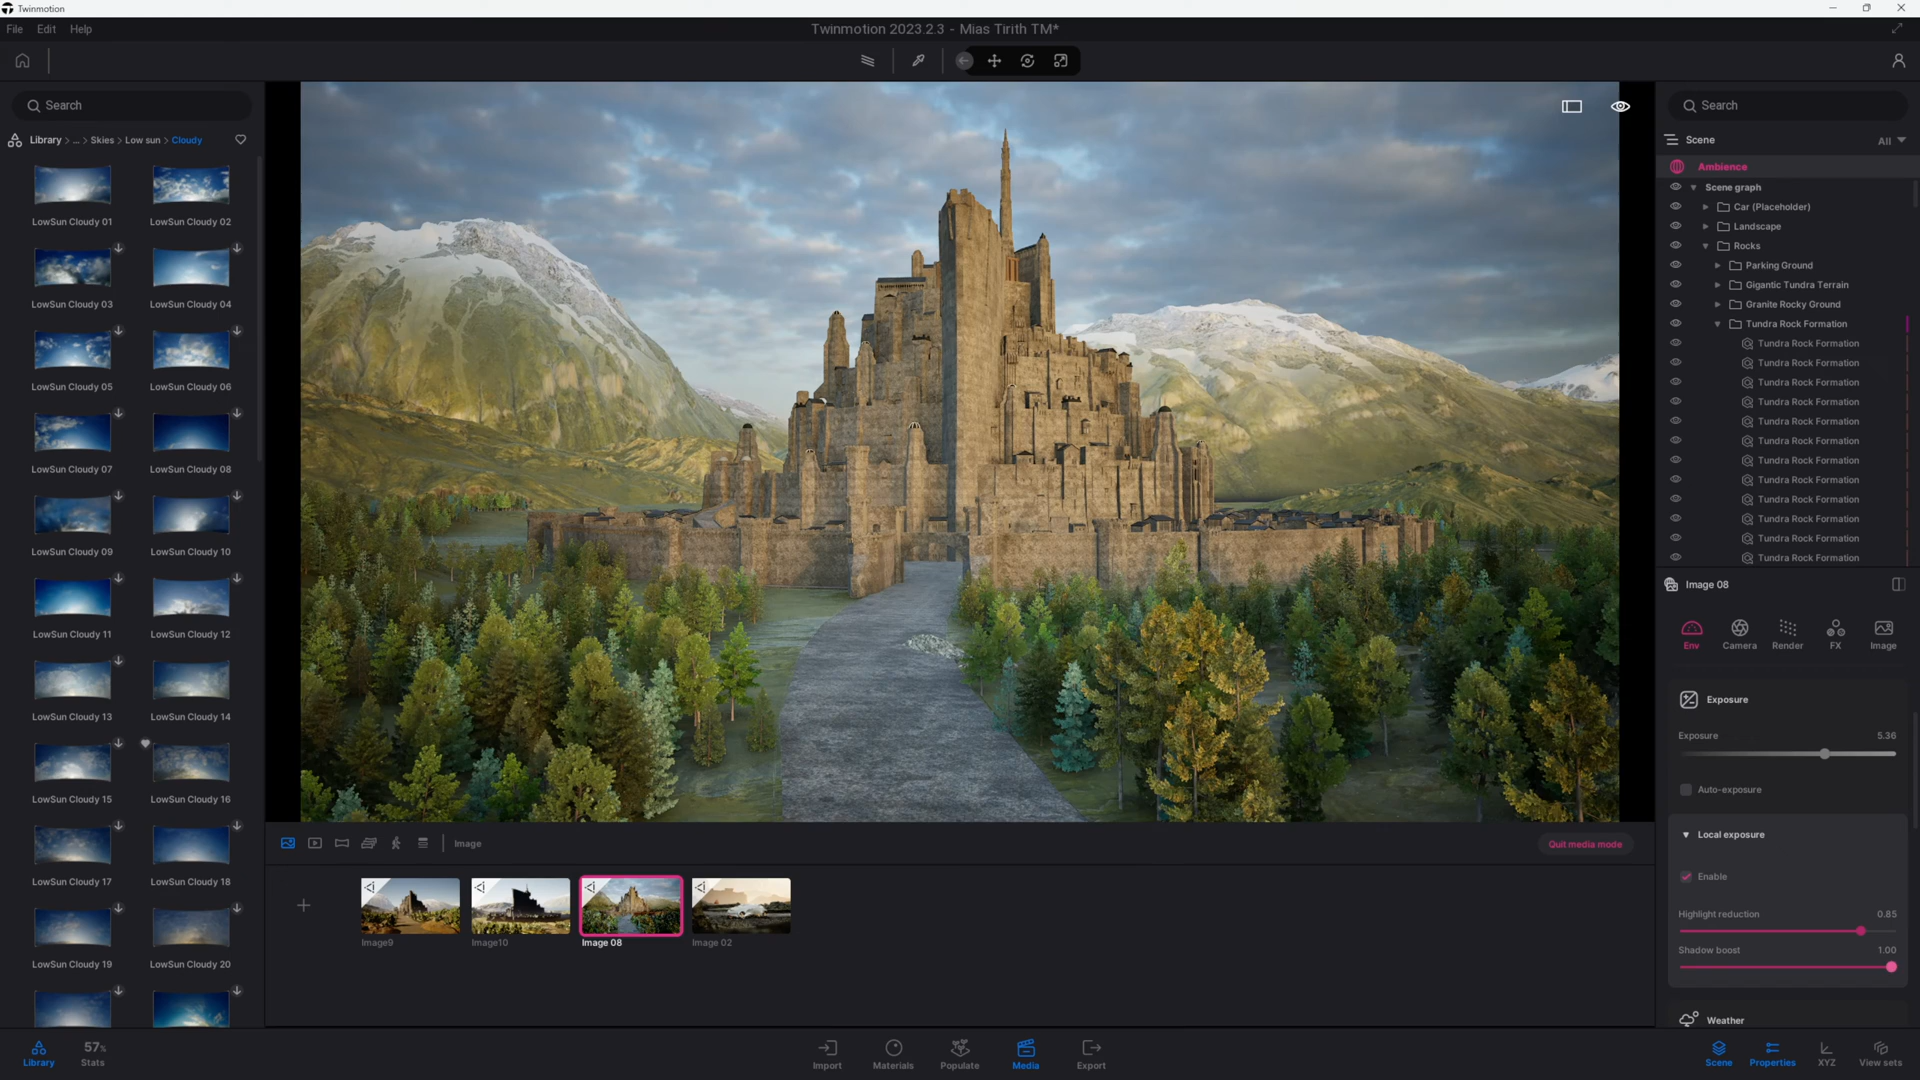 Twinmotion
File Edit Help
Twinmotion 2023.2.3 - Mias Tirith TM*
Search
Library > ... > Skies > Low sun > Cloudy
LowSun Cloudy 01
LowSun Cloudy 02
LowSun Cloudy 03
LowSun Cloudy 04
LowSun Cloudy 05
LowSun Cloudy 06
LowSun Cloudy 07
LowSun Cloudy 08
LowSun Cloudy 09
LowSun Cloudy 10
LowSun Cloudy 11
LowSun Cloudy 12
LowSun Cloudy 13
LowSun Cloudy 14
LowSun Cloudy 15
LowSun Cloudy 16
LowSun Cloudy 17
LowSun Cloudy 18
LowSun Cloudy 19
LowSun Cloudy 20
Image
Quit media mode
Image9
Image10
Image 08
Image 02
Search
Scene
All
Ambience
Scene graph
Car (Placeholder)
Landscape
Rocks
Parking Ground
Gigantic Tundra Terrain
Granite Rocky Ground
Tundra Rock Formation
Tundra Rock Formation
Tundra Rock Formation
Tundra Rock Formation
Tundra Rock Formation
Tundra Rock Formation
Tundra Rock Formation
Tundra Rock Formation
Tundra Rock Formation
Tundra Rock Formation
Tundra Rock Formation
Tundra Rock Formation
Tundra Rock Formation
Image 08
Env
Camera
Render
FX
Image
Exposure
Exposure 5.36
Auto-exposure
Local exposure
Enable
Highlight reduction 0.85
Shadow boost 1.00
Weather
Library
57%
Stats
Import
Materials
Populate
Media
Export
Scene
Properties
XYZ
View sets